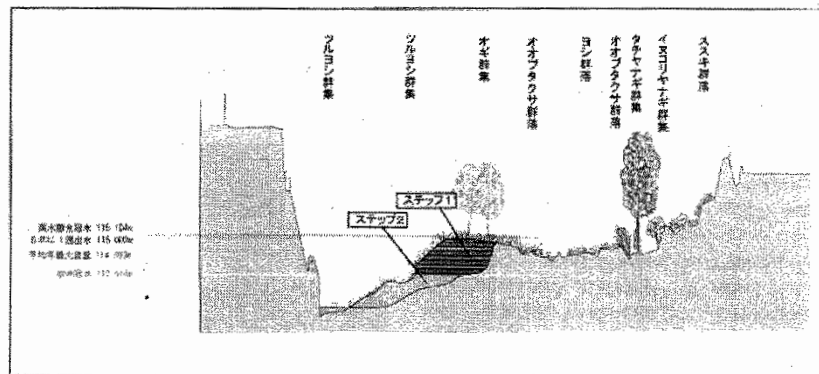 ツルヨシ群集
ツルヨシ群集
オギ群集
オオブタクサ群落
ヨシ群落
オオブタクサ群落
タチヤナギ群集
イヌコリヤナギ群集
ススキ群落
ステップ1
ステップ2